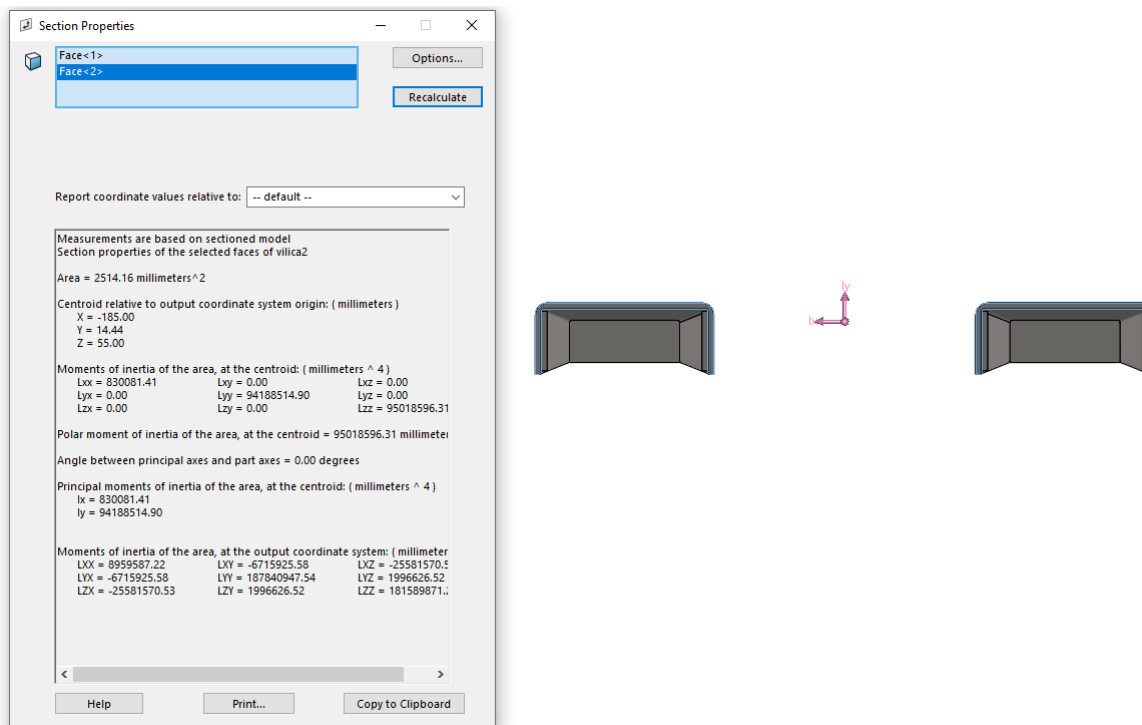 Section Properties
Face<1>
Face<2>
Options...
Recalculate
Report coordinate values relative to: -- default --
Measurements are based on sectioned model
Section properties of the selected faces of vilica2
Area = 2514.16 millimeters^2
Centroid relative to output coordinate system origin: ( millimeters )
X = -185.00
Y = 14.44
Z = 55.00
Moments of inertia of the area, at the centroid: ( millimeters ^ 4 )
Lxx = 830081.41 Lxy = 0.00 Lxz = 0.00
Lyx = 0.00 Lyy = 94188514.90 Lyz = 0.00
Lzx = 0.00 Lzy = 0.00 Lzz = 95018596.31
Polar moment of inertia of the area, at the centroid = 95018596.31 millimeter
Angle between principal axes and part axes = 0.00 degrees
Principal moments of inertia of the area, at the centroid: ( millimeters ^ 4 )
Ix = 830081.41
Iy = 94188514.90
Moments of inertia of the area, at the output coordinate system: ( millimeter
LXX = 8959587.22 LXY = -6715925.58 LXZ = -25581570.5
LYX = -6715925.58 LYY = 187840947.54 LYZ = 1996626.52
LZX = -25581570.53 LZY = 1996626.52 LZZ = 181589871.2
Help
Print...
Copy to Clipboard
Iy